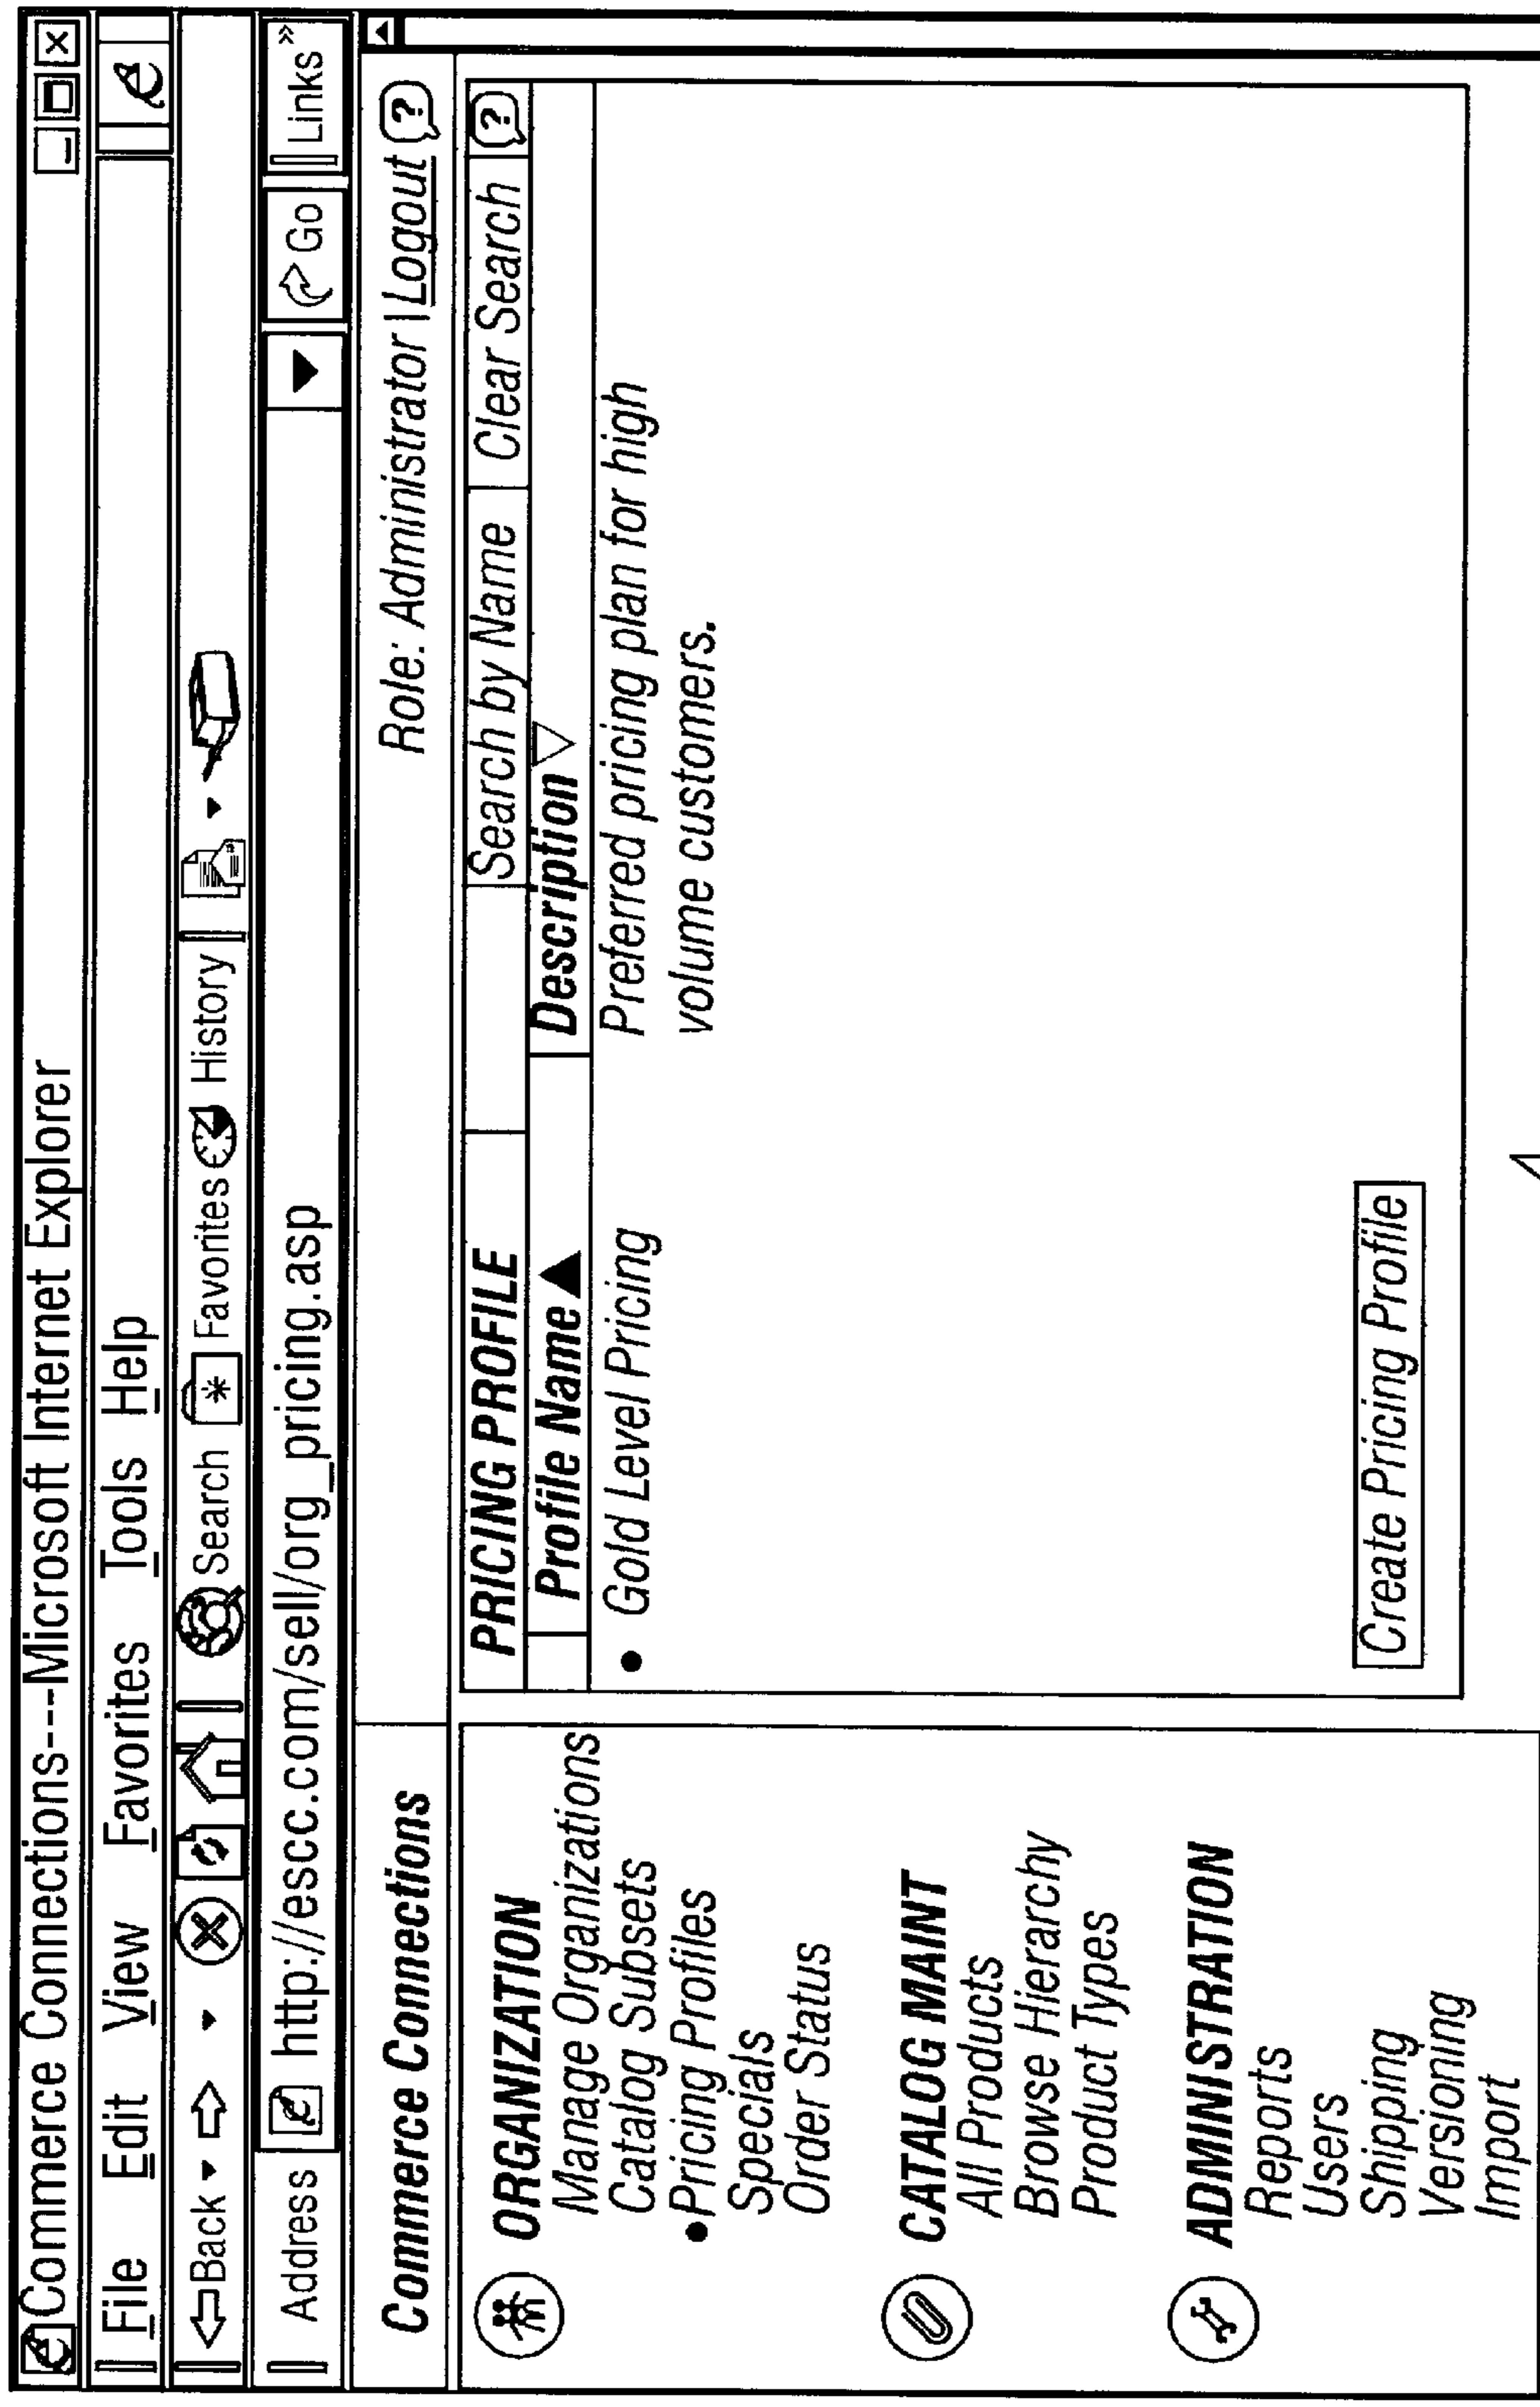 Commerce Connections---Microsoft Internet Explorer
File Edit View Favorites Tools Help
Back Search Favorites History
Address http://escc.com/sell/org_pricing.asp Go Links »
Commerce Connections
Role: Administrator | Logout ?
ORGANIZATION
Manage Organizations
Catalog Subsets
•Pricing Profiles
Specials
Order Status
CATALOG MAINT
All Products
Browse Hierarchy
Product Types
ADMINISTRATION
Reports
Users
Shipping
Versioning
Import
PRICING PROFILE Search by Name Clear Search ?
Profile Name Description
• Gold Level Pricing Preferred pricing plan for high
volume customers.
Create Pricing Profile